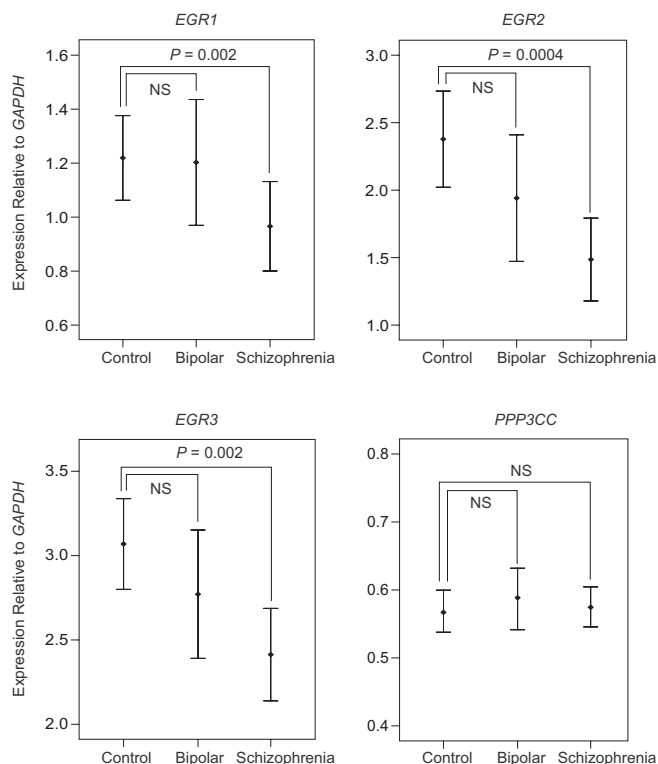 EGR1
Expression Relative to GAPDH
1.6
1.4
1.2
1.0
0.8
0.6
P = 0.002
NS
Control Bipolar Schizophrenia
EGR2
3.0
2.5
2.0
1.5
1.0
P = 0.0004
NS
Control Bipolar Schizophrenia
EGR3
Expression Relative to GAPDH
3.5
3.0
2.5
2.0
P = 0.002
NS
Control Bipolar Schizophrenia
PPP3CC
0.8
0.7
0.6
0.5
0.4
NS
NS
Control Bipolar Schizophrenia